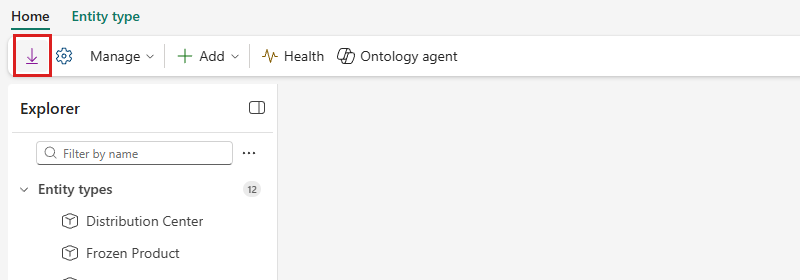 Home Entity type
Manage Add Health Ontology agent
Explorer
Filter by name ...
Entity types 12
Distribution Center
Frozen Product